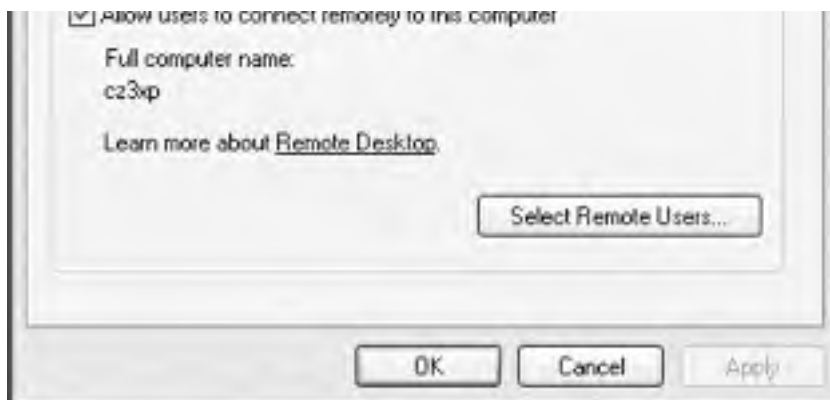 Allow users to connect remotely to this computer
Full computer name:
cz3xp
Learn more about Remote Desktop.
Select Remote Users...
OK Cancel Apply